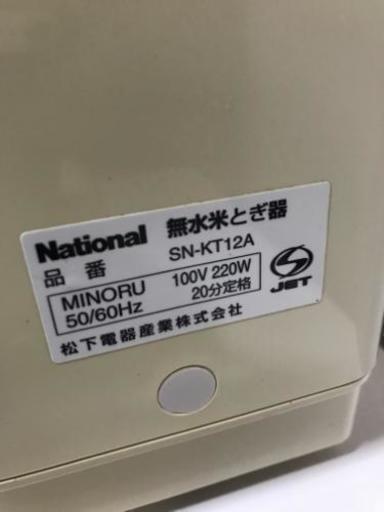 National 無水米とぎ器
品番 SN-KT12A
MINORU 100V 220W
50/60Hz 20分定格
松下電器産業株式会社
JET